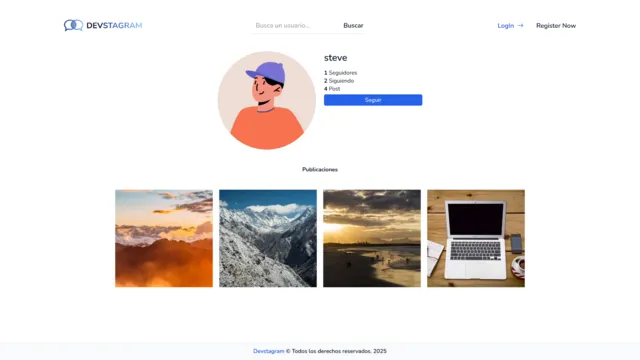 DEVSTAGRAM
Busca un usuario...
Buscar
Login →
Register Now
steve
1 Seguidores
2 Siguiendo
4 Post
Seguir
Publicaciones
Devstagram © Todos los derechos reservados. 2025